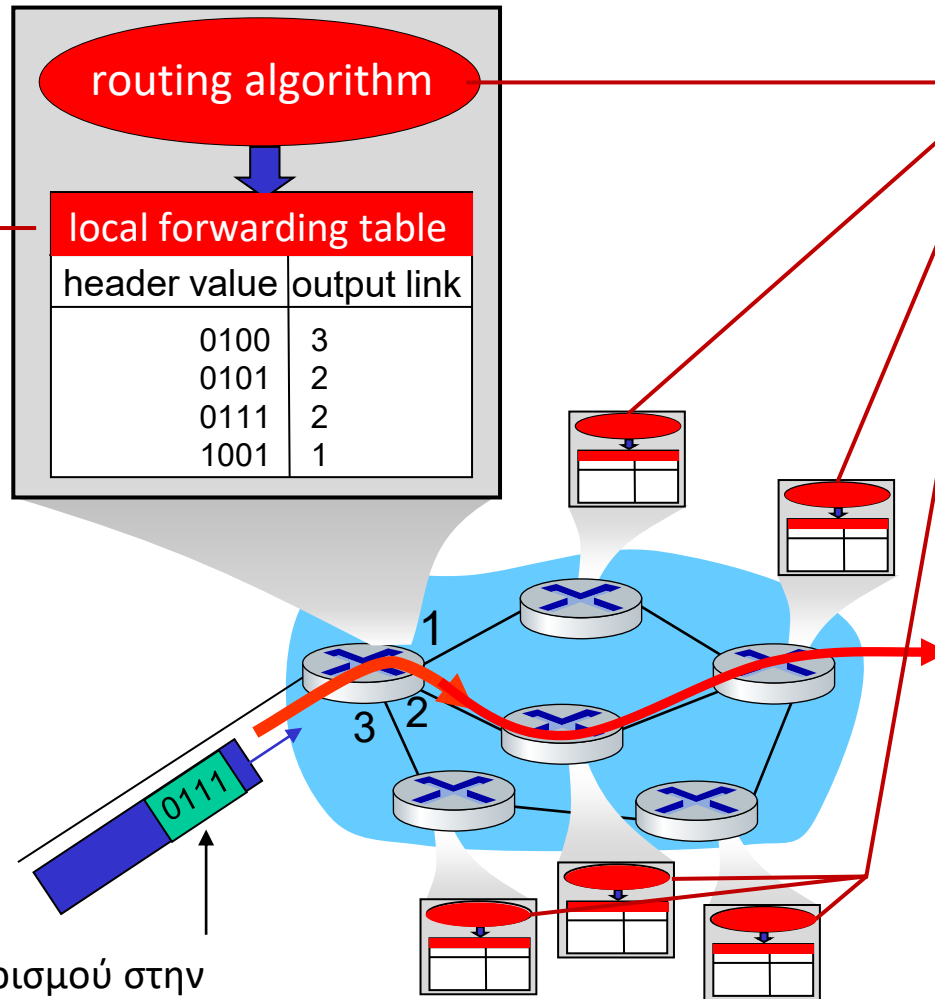 routing algorithm
local forwarding table
header value output link
0100 3
0101 2
0111 2
1001 1
1
2
3
0111
ρισμού στην